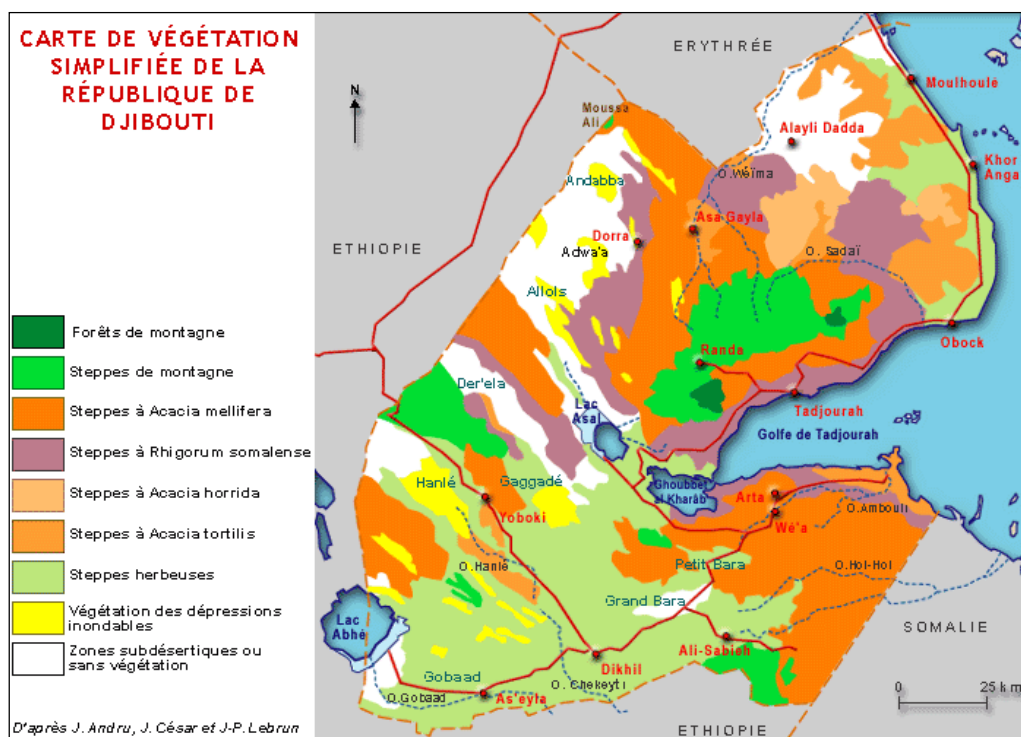 CARTE DE VÉGÉTATION
SIMPLIFIÉE DE LA
RÉPUBLIQUE DE
DJIBOUTI
N
ERYTHRÉE
Moulhoulé
Moussa
Ali
Alayli Dadda
Khor
Anga
O.Wéïma
Andabba
Asa Gayla
Dorra
Adwa'a
O. Sadaï
ETHIOPIE
Allols
Obock
Randa
Der'ela
Lac
Asal
Tadjourah
Golfe de Tadjourah
Forêts de montagne
Steppes de montagne
Steppes à Acacia mellifera
Steppes à Rhigorum somalense
Steppes à Acacia horrida
Steppes à Acacia tortilis
Steppes herbeuses
Végétation des dépressions
inondables
Zones subdésertiques ou
sans végétation
Hanlé
Gaggadé
Ghoubbet
el Kharâb
Arta
Yoboki
Wé'a
O.Ambouli
O.Hanlé
Petit Bara
O.Hol-Hol
Grand Bara
Lac
Abhé
SOMALIE
Ali-Sabieh
Dikhil
Gobaad
O. Chekeyti
O.Gobaad
As'eyla
0
25 km
ETHIOPIE
D'après J. Andru, J. César et J-P. Lebrun